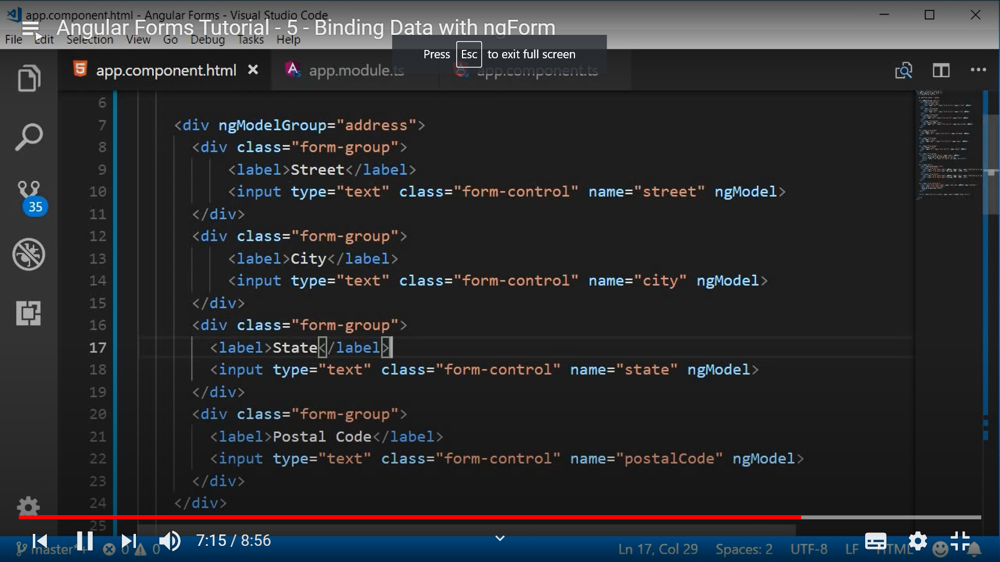 app.component.html - Angular Forms - Visual Studio Code
Angular Forms Tutorial - 5 - Binding Data with ngForm
File Edit Selection View Go Debug Tasks Help
Press Esc to exit full screen
app.component.html app.module.ts app.component.ts
6
7 <div ngModelGroup="address">
8 <div class="form-group">
9 <label>Street</label>
10 <input type="text" class="form-control" name="street" ngModel>
11 </div>
12 <div class="form-group">
13 <label>City</label>
14 <input type="text" class="form-control" name="city" ngModel>
15 </div>
16 <div class="form-group">
17 <label>State</label>
18 <input type="text" class="form-control" name="state" ngModel>
19 </div>
20 <div class="form-group">
21 <label>Postal Code</label>
22 <input type="text" class="form-control" name="postalCode" ngModel>
23 </div>
24 </div>
25
35
7:15 / 8:56
master*+ 0 0 Ln 17, Col 29 Spaces: 2 UTF-8 LF HTML